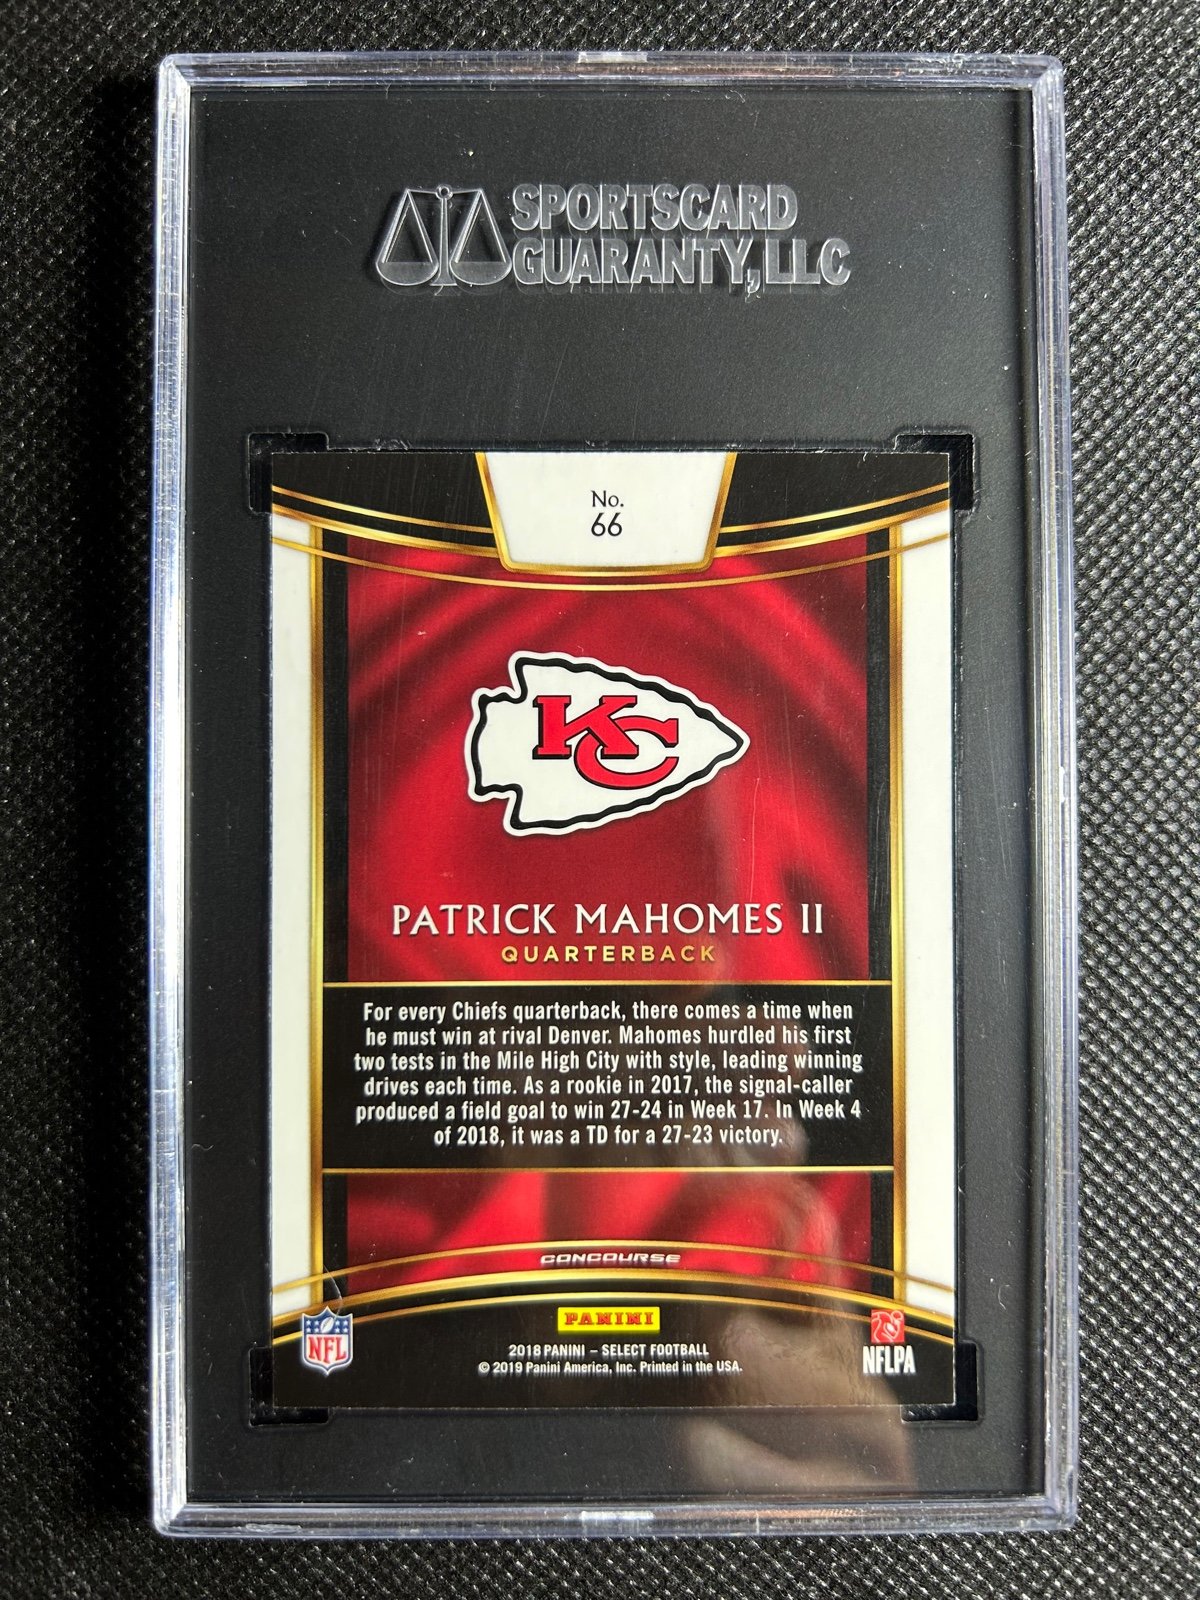 SPORTSCARD
GUARANTY, LLC
No.
66
KC
PATRICK MAHOMES II
QUARTERBACK
For every Chiefs quarterback, there comes a time when
he must win at rival Denver. Mahomes hurdled his first
two tests in the Mile High City with style, leading winning
drives each time. As a rookie in 2017, the signal-caller
produced a field goal to win 27-24 in Week 17. In Week 4
of 2018, it was a TD for a 27-23 victory.
CONCOURSE
PANINI
NFL
2018 PANINI – SELECT FOOTBALL
© 2019 Panini America, Inc. Printed in the USA.
NFLPA